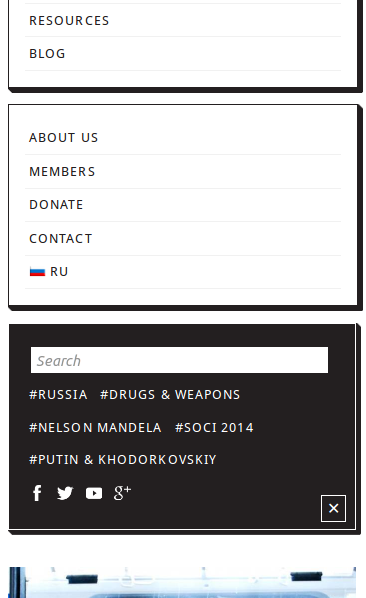 RESOURCES
BLOG
ABOUT US
MEMBERS
DONATE
CONTACT
RU
Search
#RUSSIA #DRUGS & WEAPONS
#NELSON MANDELA #SOCI 2014
#PUTIN & KHODORKOVSKIY